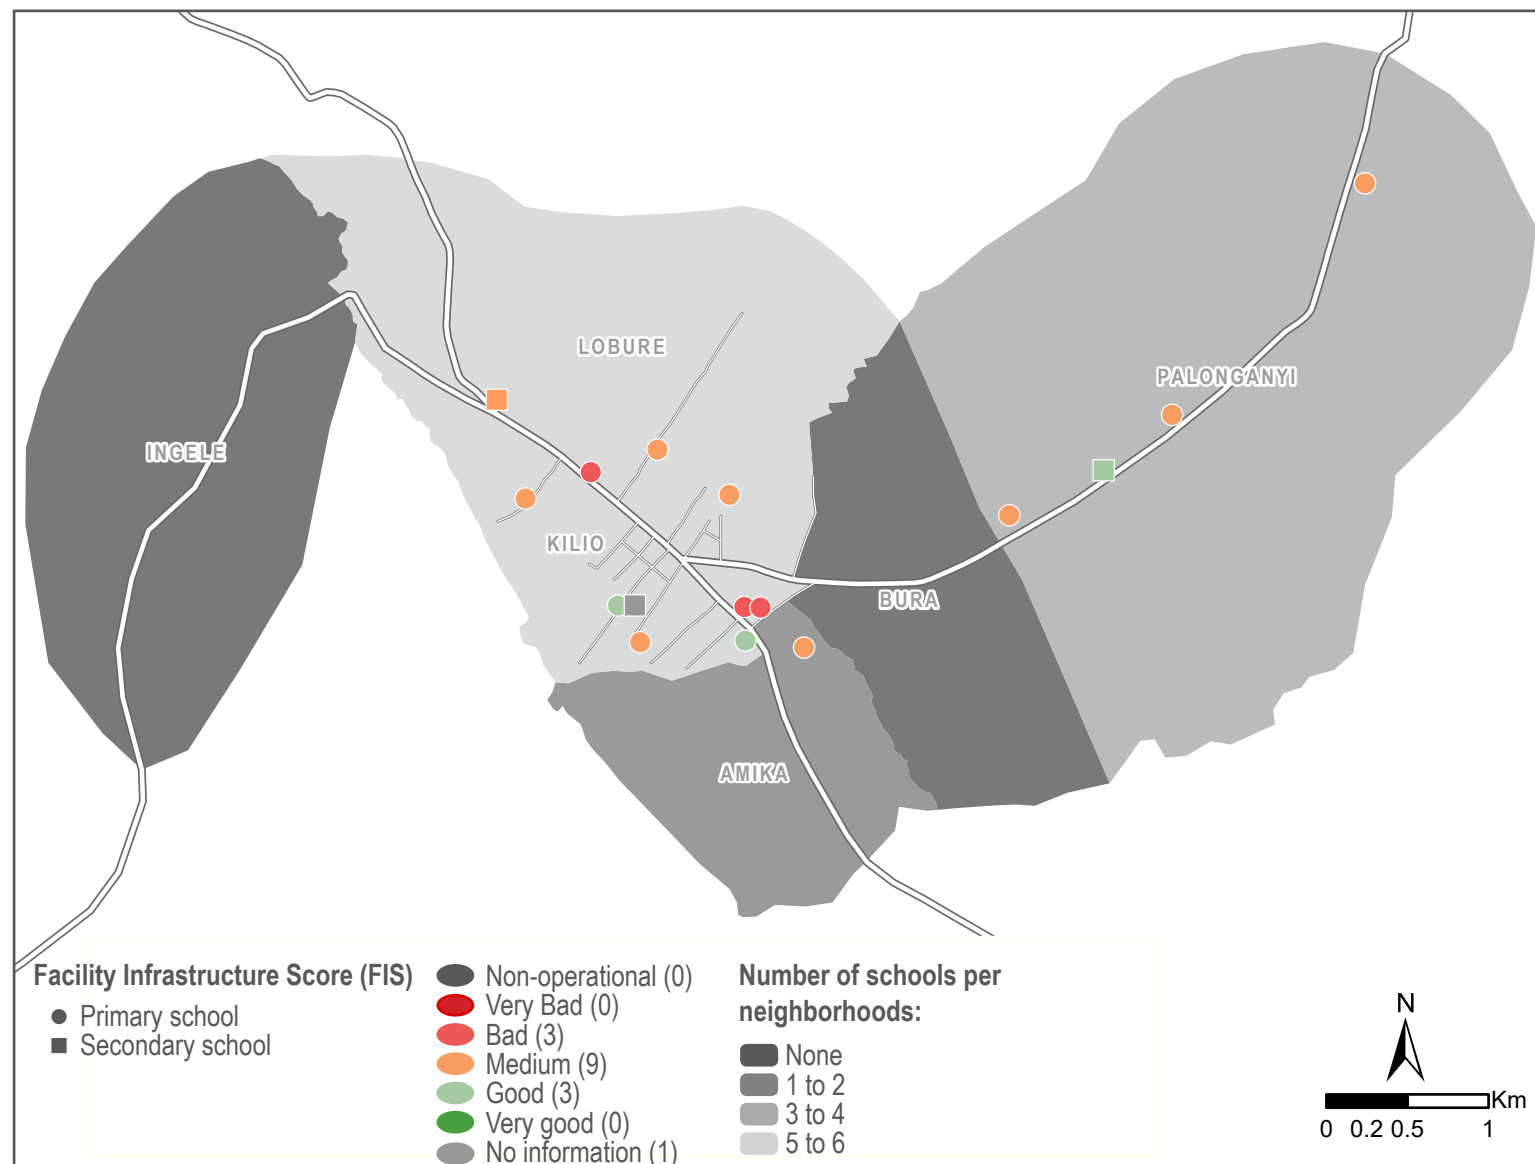 LOBURE
PALONGANYI
INGELE
KILIO
BURA
AMIKA
Facility Infrastructure Score (FIS)
Primary school
Secondary school
Non-operational (0)
Very Bad (0)
Bad (3)
Medium (9)
Good (3)
Very good (0)
No information (1)
Number of schools per
neighborhoods:
None
1 to 2
3 to 4
5 to 6
N
Km
0 0.2 0.5 1